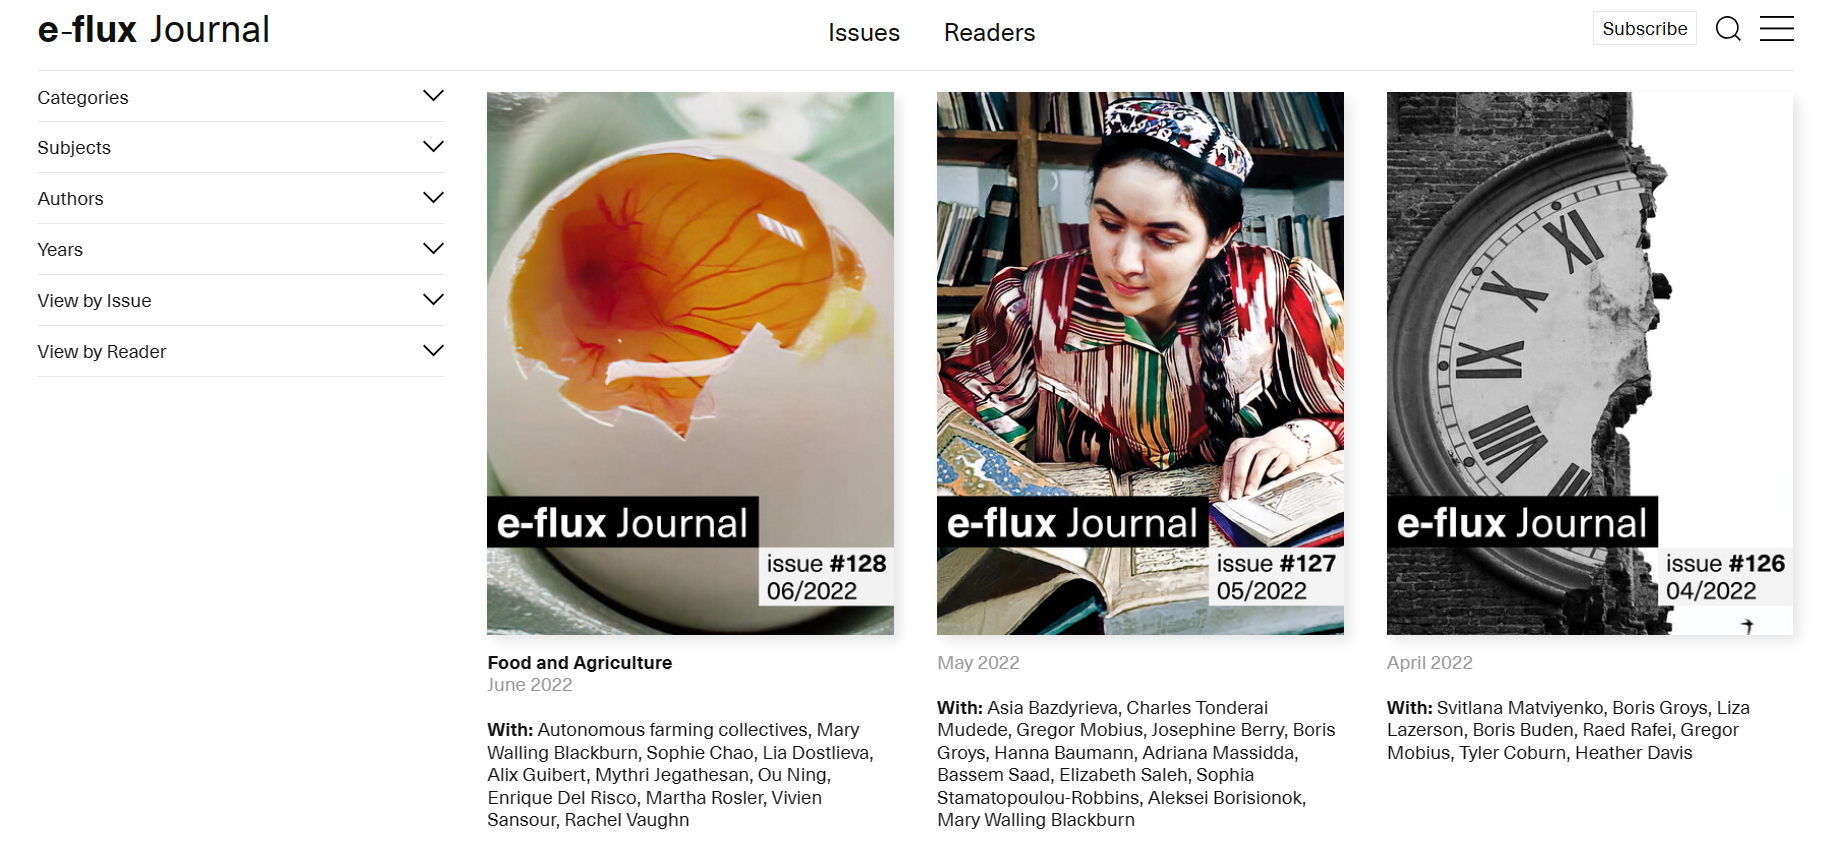 e-flux Journal
Issues
Readers
Subscribe
Categories
Subjects
Authors
Years
View by Issue
View by Reader
e-flux Journal
issue #128
06/2022
Food and Agriculture
June 2022
With: Autonomous farming collectives, Mary
Walling Blackburn, Sophie Chao, Lia Dostlieva,
Alix Guibert, Mythri Jegathesan, Ou Ning,
Enrique Del Risco, Martha Rosler, Vivien
Sansour, Rachel Vaughn
e-flux Journal
issue #127
05/2022
May 2022
With: Asia Bazdyrieva, Charles Tonderai
Mudede, Gregor Mobius, Josephine Berry, Boris
Groys, Hanna Baumann, Adriana Massidda,
Bassem Saad, Elizabeth Saleh, Sophia
Stamatopoulou-Robbins, Aleksei Borisionok,
Mary Walling Blackburn
XI
X
IX
VIII
e-flux Journal
issue #126
04/2022
April 2022
With: Svitlana Matviyenko, Boris Groys, Liza
Lazerson, Boris Buden, Raed Rafei, Gregor
Mobius, Tyler Coburn, Heather Davis